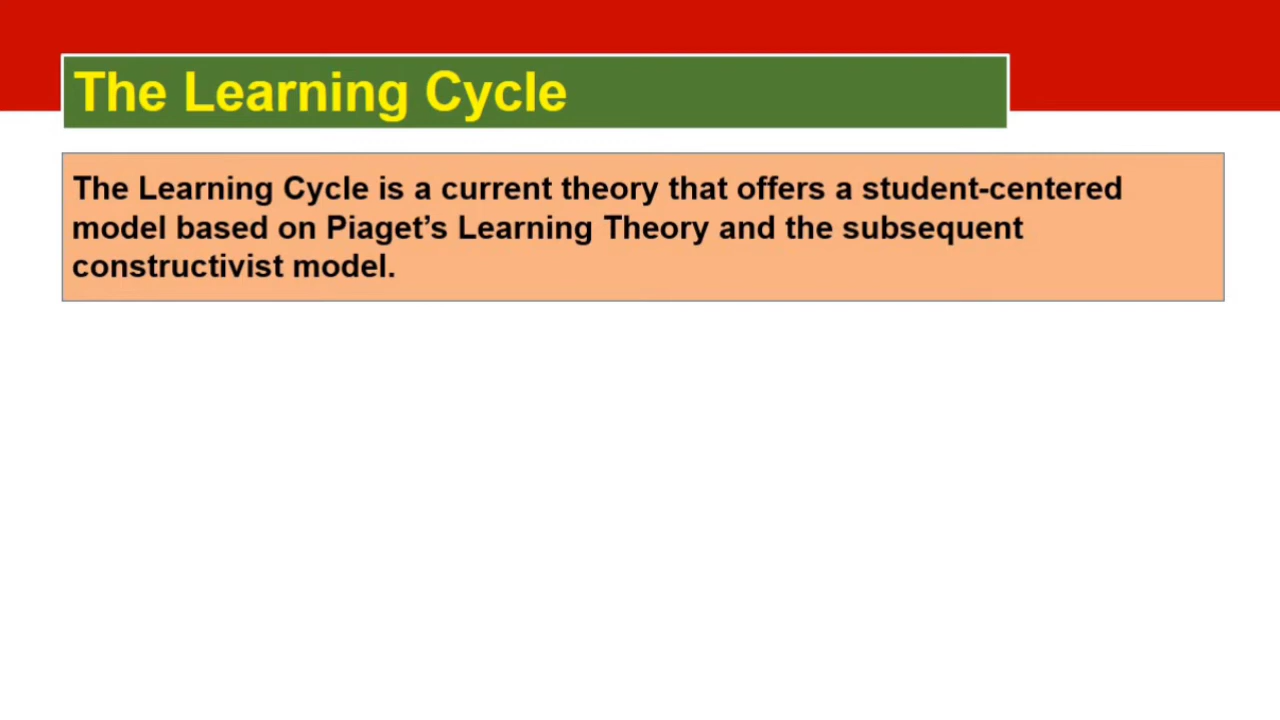 The Learning Cycle
The Learning Cycle is a current theory that offers a student-centered
model based on Piaget’s Learning Theory and the subsequent
constructivist model.